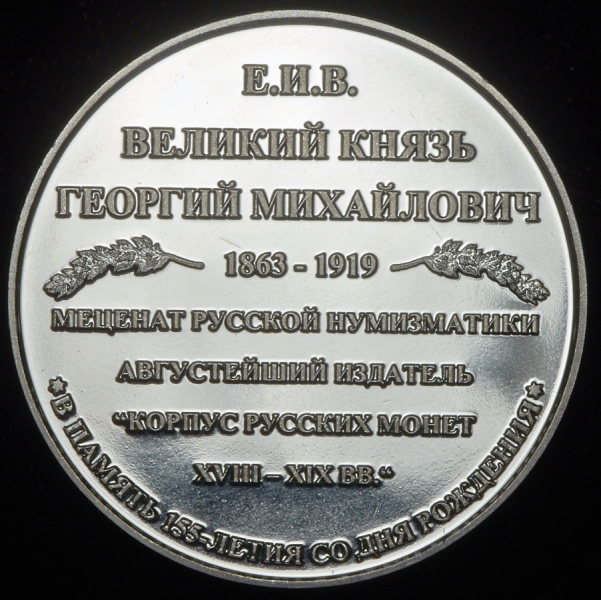 Е.И.В.
ВЕЛИКИЙ КНЯЗЬ
ГЕОРГИЙ МИХАЙЛОВИЧ
1863 - 1919
МЕЦЕНАТ РУССКОЙ НУМИЗМАТИКИ
АВГУСТЕЙШИЙ ИЗДАТЕЛЬ
“КОРПУС РУССКИХ МОНЕТ
XVIII – XIX ВВ.“
В ПАМЯТЬ 155-ЛЕТИЯ СО ДНЯ РОЖДЕНИЯ